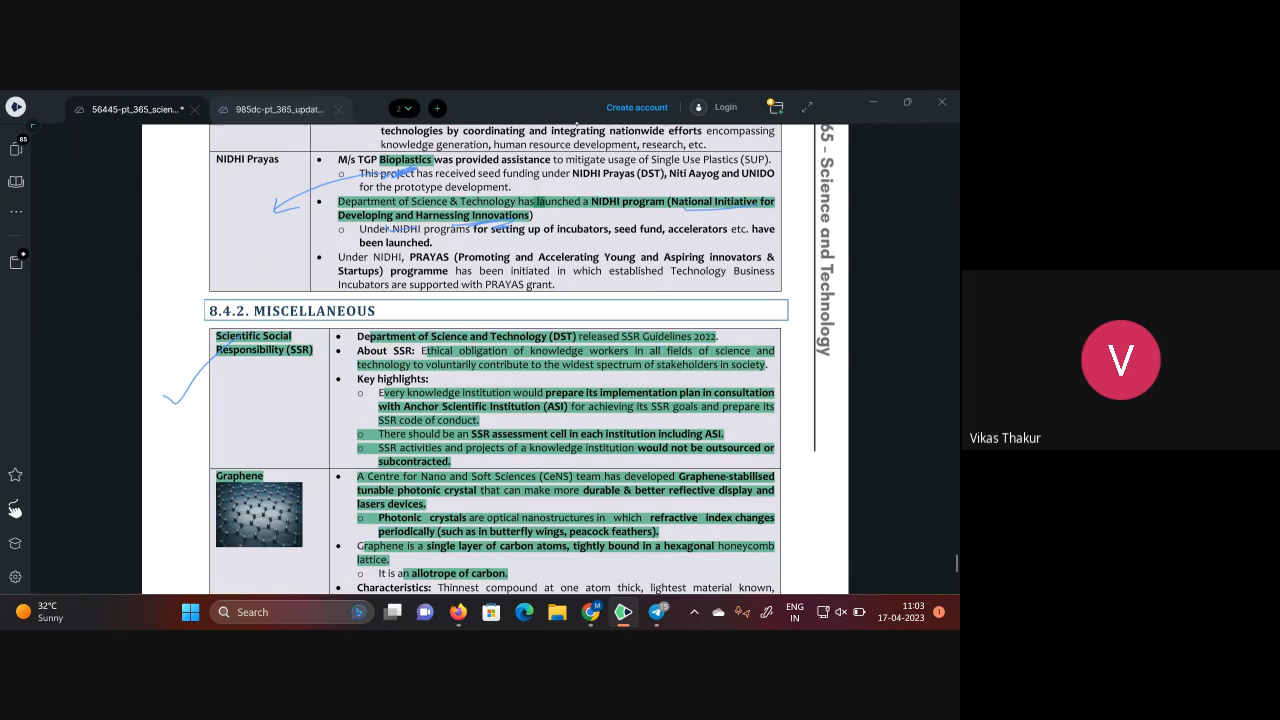 56445-pt_365_scien...*
985dc-pt_365_updat...
2
Create account
Login
85
65 - Science and Technology
technologies by coordinating and integrating nationwide efforts encompassing
knowledge generation, human resource development, research, etc.
NIDHI Prayas
• M/s TGP Bioplastics was provided assistance to mitigate usage of Single Use Plastics (SUP).
o This project has received seed funding under NIDHI Prayas (DST), Niti Aayog and UNIDO
for the prototype development.
• Department of Science & Technology has launched a NIDHI program (National Initiative for
Developing and Harnessing Innovations)
o Under NIDHI programs for setting up of incubators, seed fund, accelerators etc. have
been launched.
• Under NIDHI, PRAYAS (Promoting and Accelerating Young and Aspiring innovators &
Startups) programme has been initiated in which established Technology Business
Incubators are supported with PRAYAS grant.
8.4.2. MISCELLANEOUS
Scientific Social
Responsibility (SSR)
• Department of Science and Technology (DST) released SSR Guidelines 2022.
• About SSR: Ethical obligation of knowledge workers in all fields of science and
technology to voluntarily contribute to the widest spectrum of stakeholders in society.
• Key highlights:
o Every knowledge institution would prepare its implementation plan in consultation
with Anchor Scientific Institution (ASI) for achieving its SSR goals and prepare its
SSR code of conduct.
o There should be an SSR assessment cell in each institution including ASI.
o SSR activities and projects of a knowledge institution would not be outsourced or
subcontracted.
Graphene
• A Centre for Nano and Soft Sciences (CeNS) team has developed Graphene-stabilised
tunable photonic crystal that can make more durable & better reflective display and
lasers devices.
o Photonic crystals are optical nanostructures in which refractive index changes
periodically (such as in butterfly wings, peacock feathers).
• Graphene is a single layer of carbon atoms, tightly bound in a hexagonal honeycomb
lattice.
o It is an allotrope of carbon.
• Characteristics: Thinnest compound at one atom thick, lightest material known,
V
Vikas Thakur
32°C
Sunny
Search
ENG
IN
11:03
17-04-2023
1